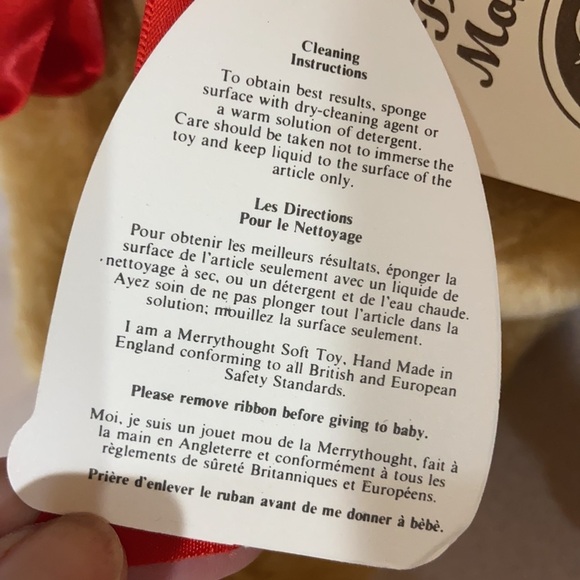 Cleaning
Instructions
To obtain best results, sponge
surface with dry-cleaning agent or
a warm solution of detergent.
Care should be taken not to immerse the
toy and keep liquid to the surface of the
article only.
Les Directions
Pour le Nettoyage
Pour obtenir les meilleurs résultats, éponger la
surface de l'article seulement avec un liquide de
nettoyage à sec, ou un détergent et de l'eau chaude.
Ayez soin de ne pas plonger tout l'article dans la
solution; mouillez la surface seulement.
I am a Merrythought Soft Toy, Hand Made in
England conforming to all British and European
Safety Standards.
Please remove ribbon before giving to baby.
Moi, je suis un jouet mou de la Merrythought, fait à
la main en Angleterre et conformément à tous les
règlements de sûreté Britanniques et Européens.
Prière d'enlever le ruban avant de me donner à bèbè.